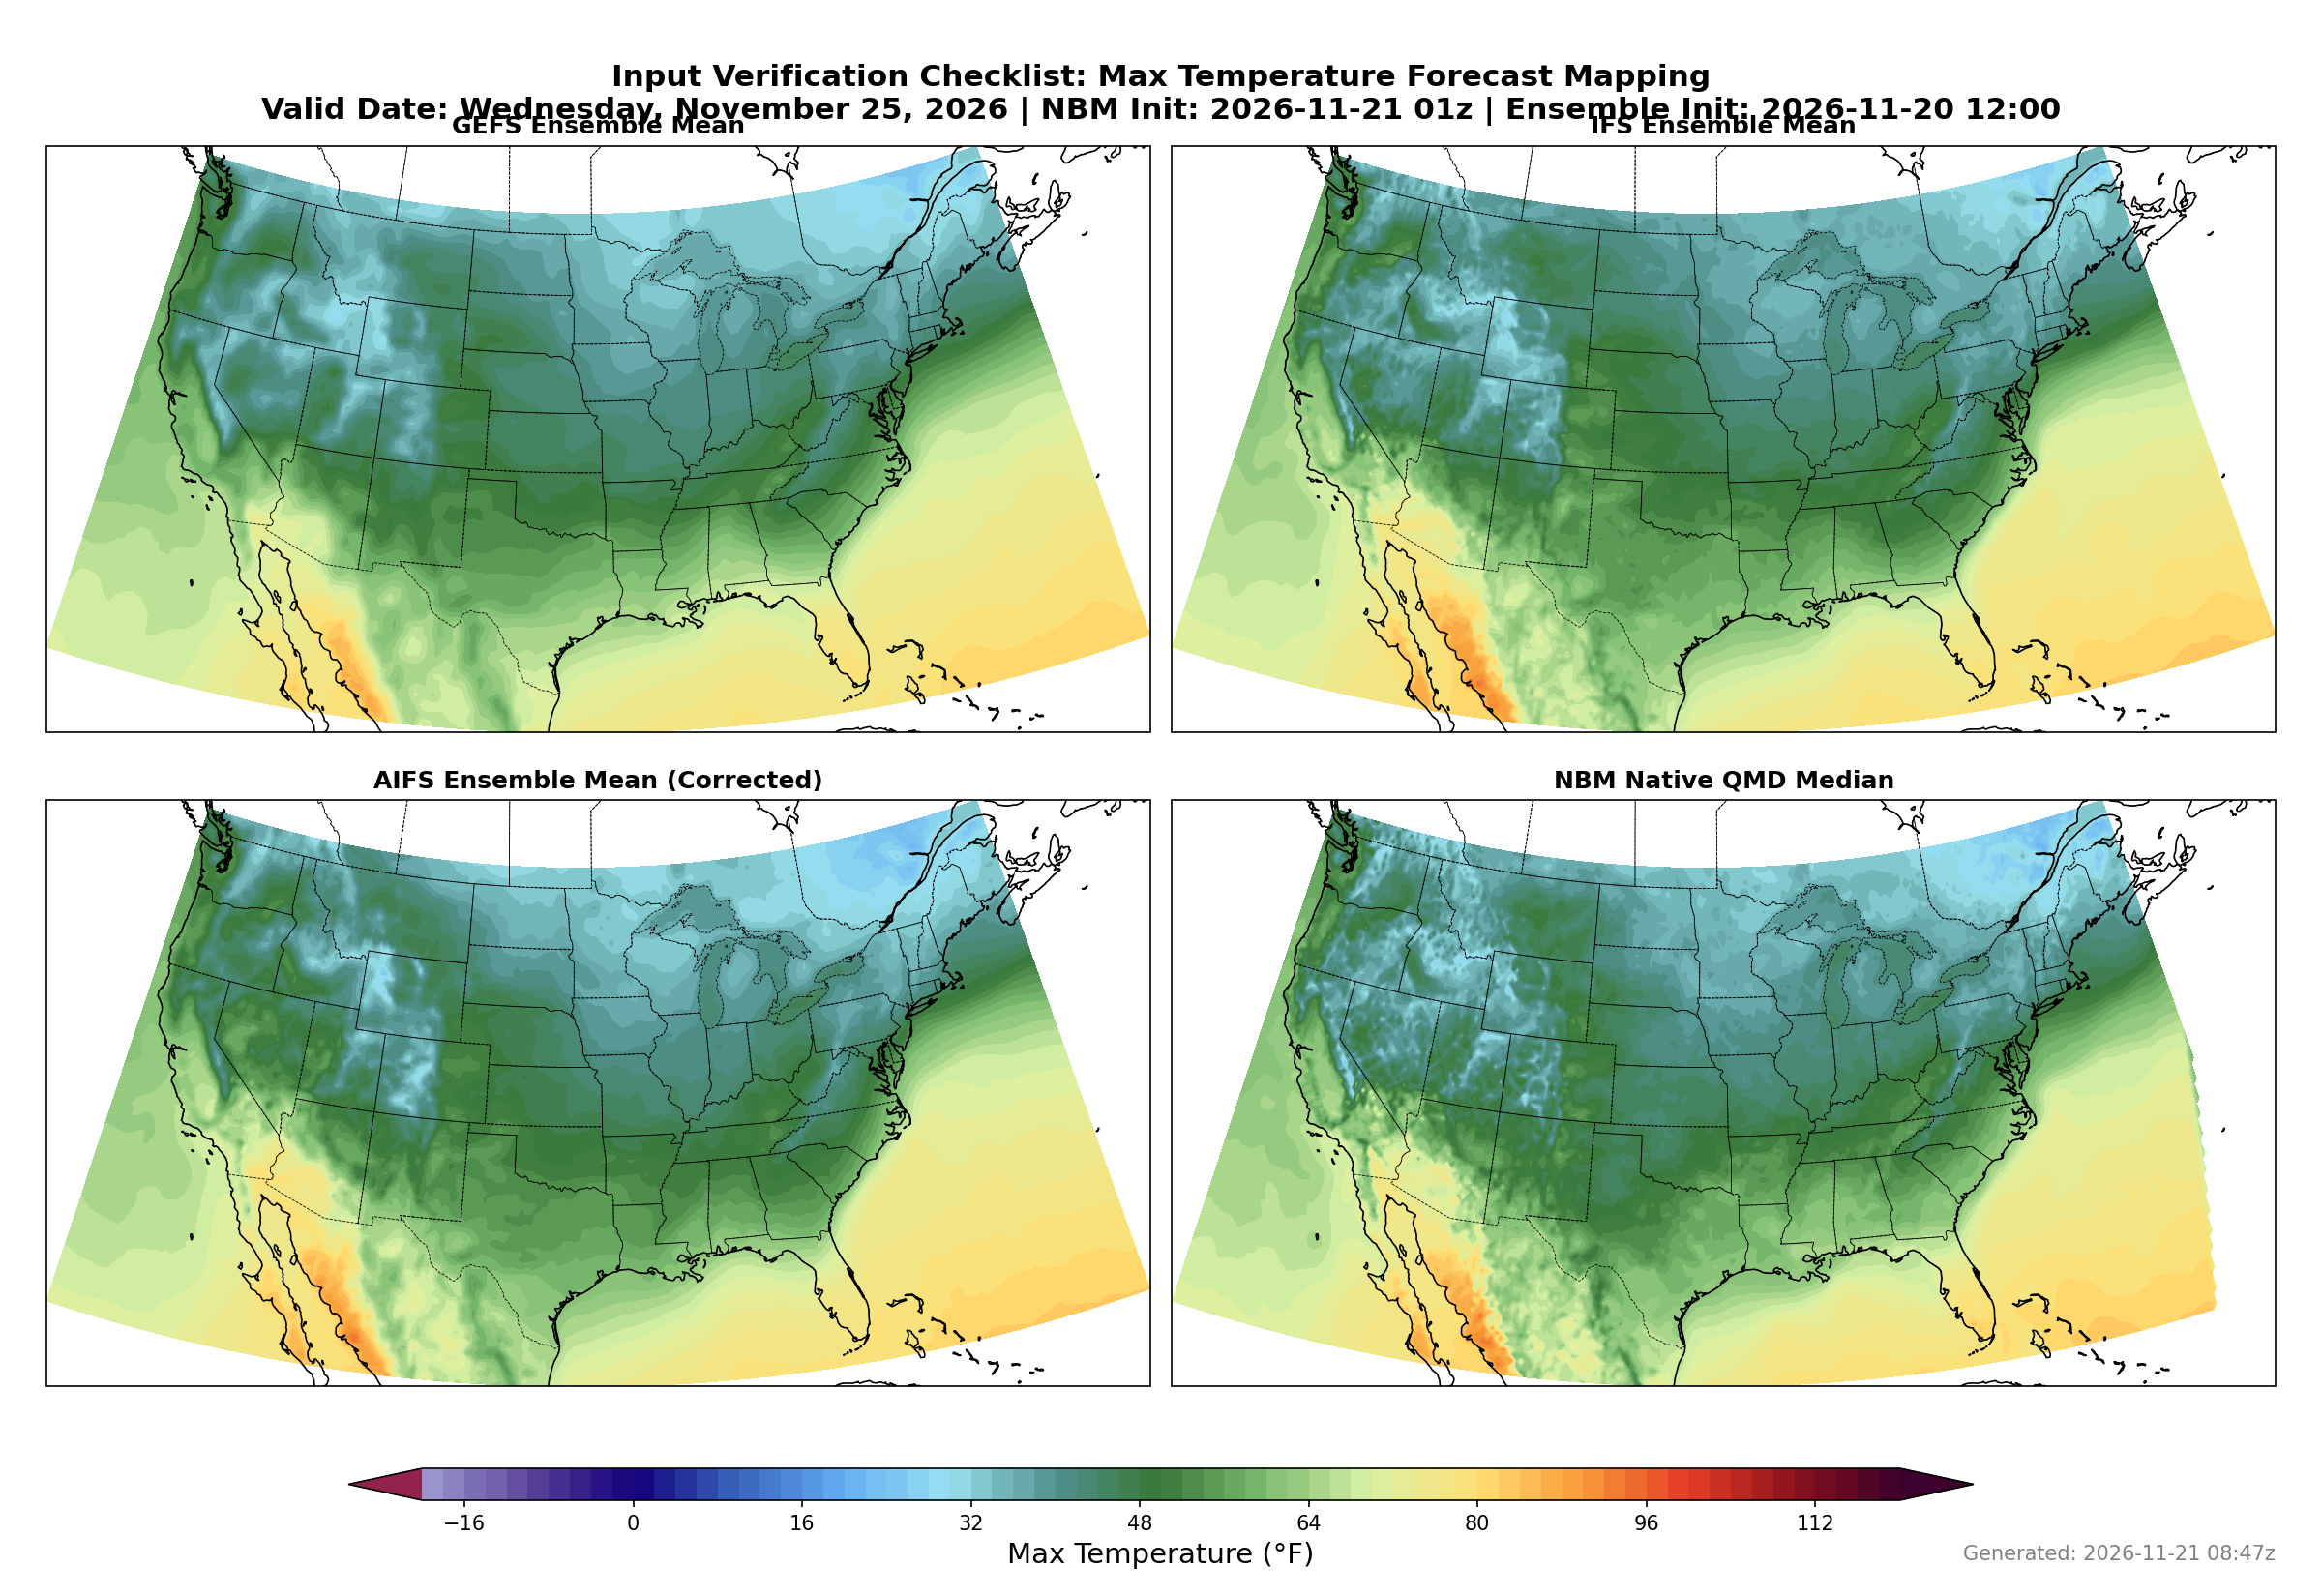 Input Verification Checklist: Max Temperature Forecast Mapping
Valid Date: Wednesday, November 25, 2026 | NBM Init: 2026-11-21 01z | Ensemble Init: 2026-11-20 12:00
GEFS Ensemble Mean
IFS Ensemble Mean
AIFS Ensemble Mean (Corrected)
NBM Native QMD Median
−16 0 16 32 48 64 80 96 112
Max Temperature (°F)
Generated: 2026-11-21 08:47z